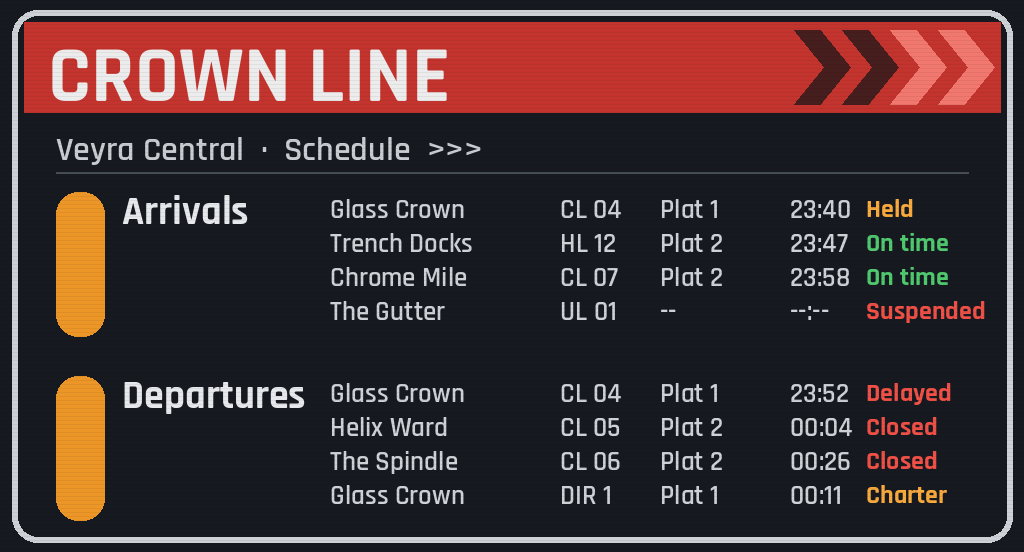 CROWN LINE
Veyra Central · Schedule >>>
Arrivals
Glass Crown CL 04 Plat 1 23:40 Held
Trench Docks HL 12 Plat 2 23:47 On time
Chrome Mile CL 07 Plat 2 23:58 On time
The Gutter UL 01 -- --:-- Suspended
Departures
Glass Crown CL 04 Plat 1 23:52 Delayed
Helix Ward CL 05 Plat 2 00:04 Closed
The Spindle CL 06 Plat 2 00:26 Closed
Glass Crown DIR 1 Plat 1 00:11 Charter